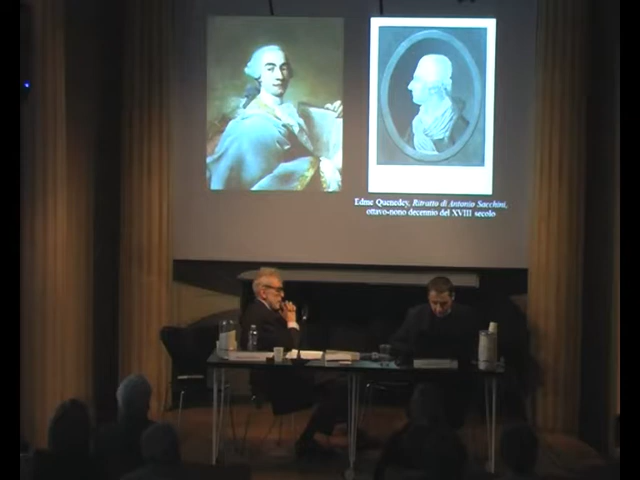 Edme Quenedey, Ritratto di Antonio Sacchini,
ottavo-nono decennio del XVIII secolo